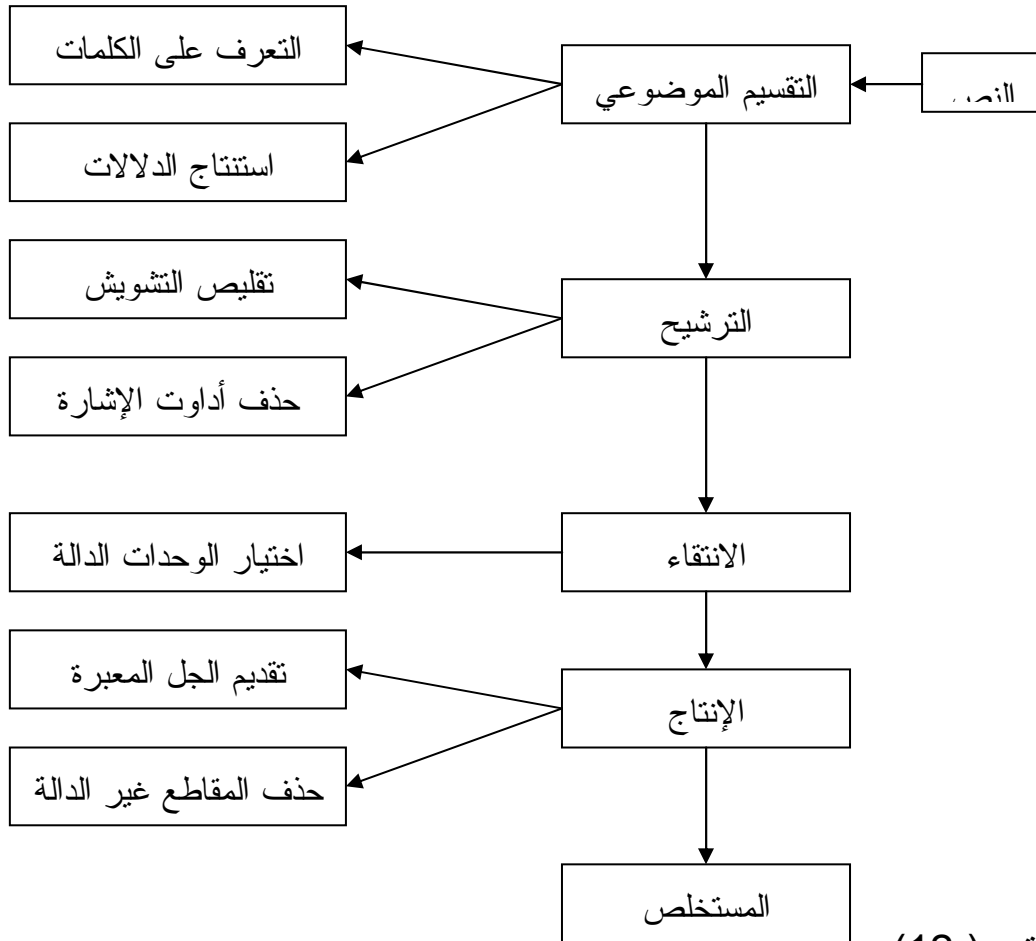 النص
التقسيم الموضوعي
التعرف على الكلمات
استنتاج الدلالات
الترشيح
تقليص التشويش
حذف أداوت الإشارة
الانتقاء
اختيار الوحدات الدالة
الإنتاج
تقديم الجل المعبرة
حذف المقاطع غير الدالة
المستخلص